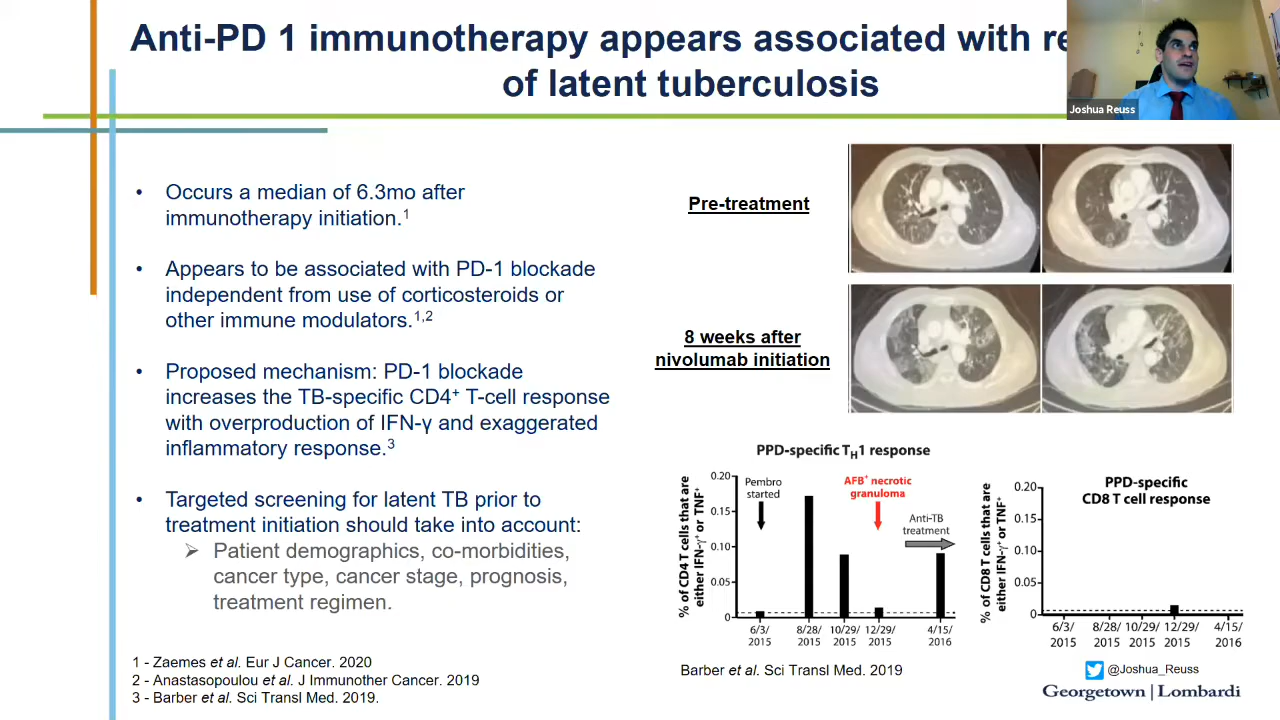 Anti-PD 1 immunotherapy appears associated with
of latent tuberculosis
Joshua Reuss
• Occurs a median of 6.3mo after
immunotherapy initiation.1
• Appears to be associated with PD-1 blockade
independent from use of corticosteroids or
other immune modulators.1,2
• Proposed mechanism: PD-1 blockade
increases the TB-specific CD4+ T-cell response
with overproduction of IFN-γ and exaggerated
inflammatory response.3
• Targeted screening for latent TB prior to
treatment initiation should take into account:
➢ Patient demographics, co-morbidities,
cancer type, cancer stage, prognosis,
treatment regimen.
1 - Zaemes et al. Eur J Cancer. 2020
2 - Anastasopoulou et al. J Immunother Cancer. 2019
3 - Barber et al. Sci Transl Med. 2019.
Pre-treatment
8 weeks after
nivolumab initiation
PPD-specific TH1 response
% of CD4 T cells that are
either IFN-γ+ or TNF+
0.20
0.15
0.10
0.05
0
Pembro
started
AFB+ necrotic
granuloma
Anti-TB
treatment
6/3/ 8/28/ 10/29/ 12/29/ 4/15/
2015 2015 2015 2015 2016
PPD-specific
CD8 T cell response
% of CD8 T cells that are
either IFN-γ+ or TNF+
0.20
0.15
0.10
0.05
0
6/3/ 8/28/ 10/29/ 12/29/ 4/15/
2015 2015 2015 2015 2016
Barber et al. Sci Transl Med. 2019
@Joshua_Reuss
Georgetown | Lombardi